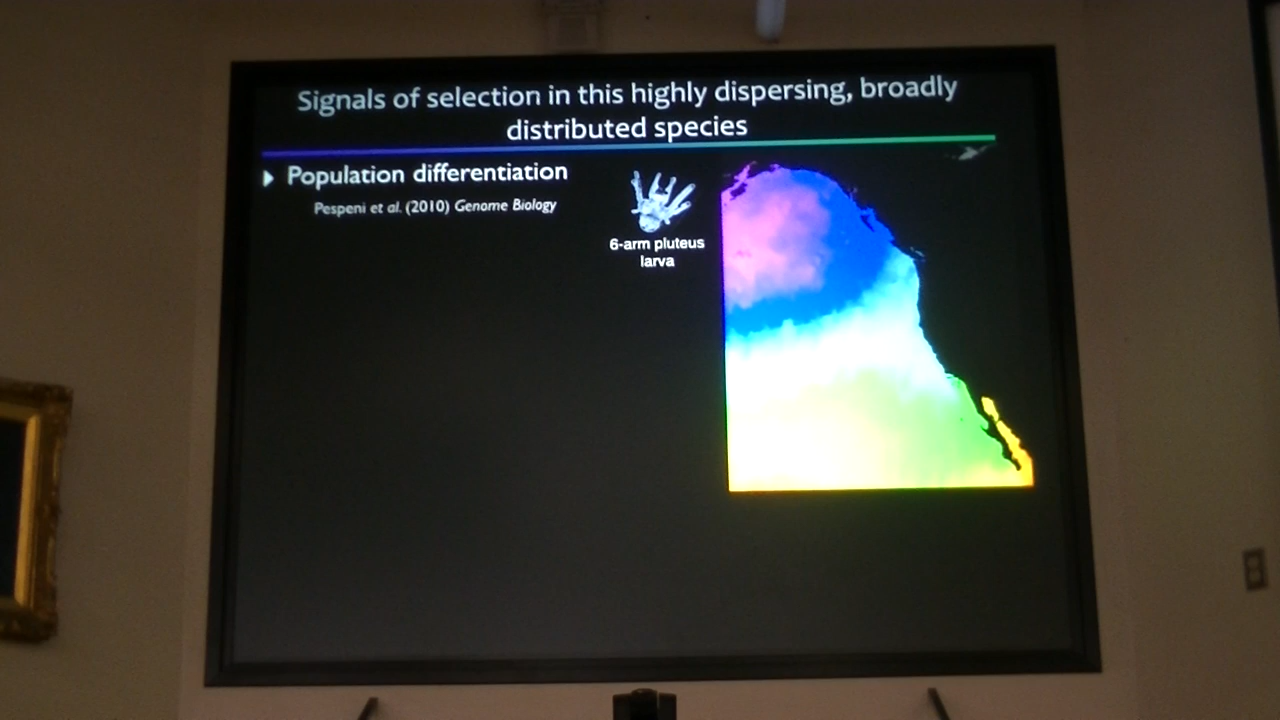 Signals of selection in this highly dispersing, broadly
distributed species
Population differentiation
Pespeni et al. (2010) Genome Biology
6-arm pluteus
larva